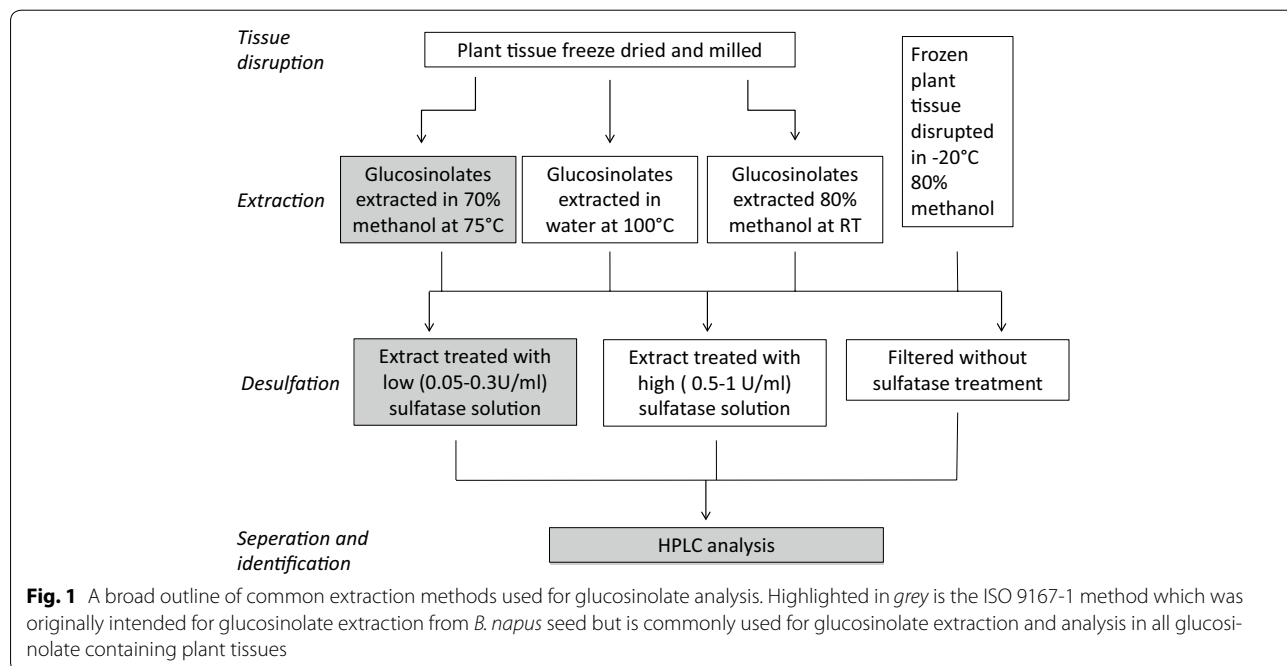 Tissue
disruption
Plant tissue freeze dried and milled
Frozen
plant
tissue
disrupted
in -20°C
80%
methanol
Extraction
Glucosinolates
extracted in 70%
methanol at 75°C
Glucosinolates
extracted in
water at 100°C
Glucosinolates
extracted 80%
methanol at RT
Desulfation
Extract treated with
low (0.05-0.3U/ml)
sulfatase solution
Extract treated with
high ( 0.5-1 U/ml)
sulfatase solution
Filtered without
sulfatase treatment
Seperation and
identification
HPLC analysis
Fig. 1 A broad outline of common extraction methods used for glucosinolate analysis. Highlighted in grey is the ISO 9167-1 method which was
originally intended for glucosinolate extraction from B. napus seed but is commonly used for glucosinolate extraction and analysis in all glucosi-
nolate containing plant tissues